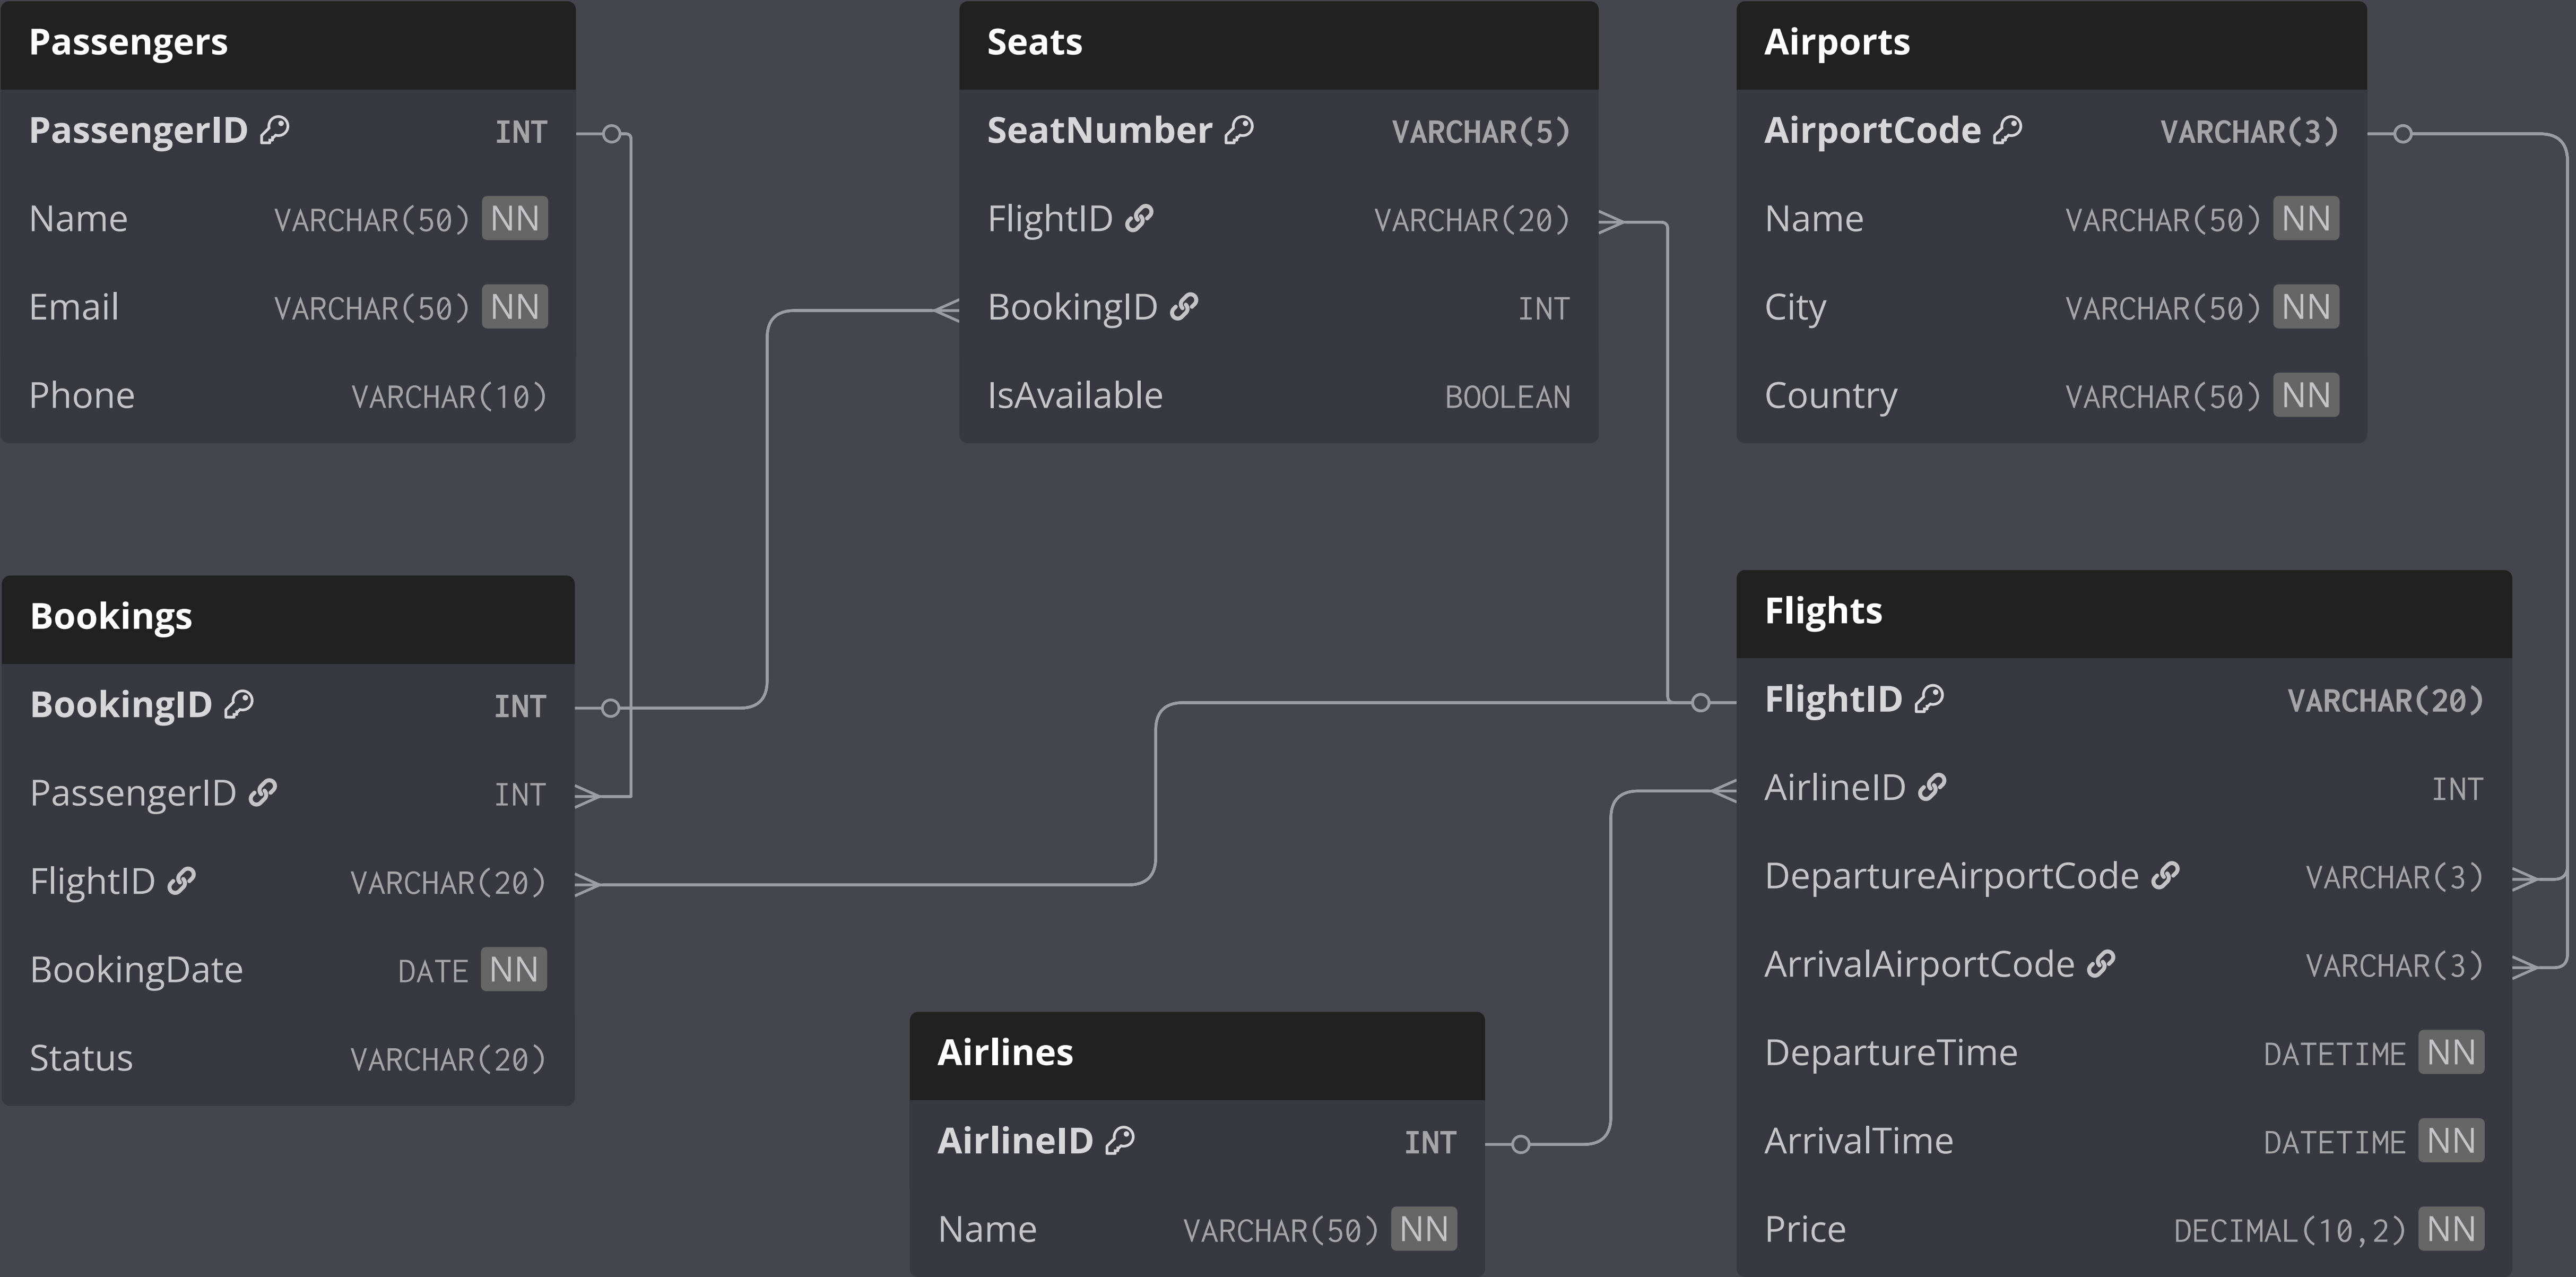 Passengers
PassengerID INT
Name VARCHAR(50) NN
Email VARCHAR(50) NN
Phone VARCHAR(10)
Seats
SeatNumber VARCHAR(5)
FlightID VARCHAR(20)
BookingID INT
IsAvailable BOOLEAN
Airports
AirportCode VARCHAR(3)
Name VARCHAR(50) NN
City VARCHAR(50) NN
Country VARCHAR(50) NN
Bookings
BookingID INT
PassengerID INT
FlightID VARCHAR(20)
BookingDate DATE NN
Status VARCHAR(20)
Flights
FlightID VARCHAR(20)
AirlineID INT
DepartureAirportCode VARCHAR(3)
ArrivalAirportCode VARCHAR(3)
DepartureTime DATETIME NN
ArrivalTime DATETIME NN
Price DECIMAL(10,2) NN
Airlines
AirlineID INT
Name VARCHAR(50) NN